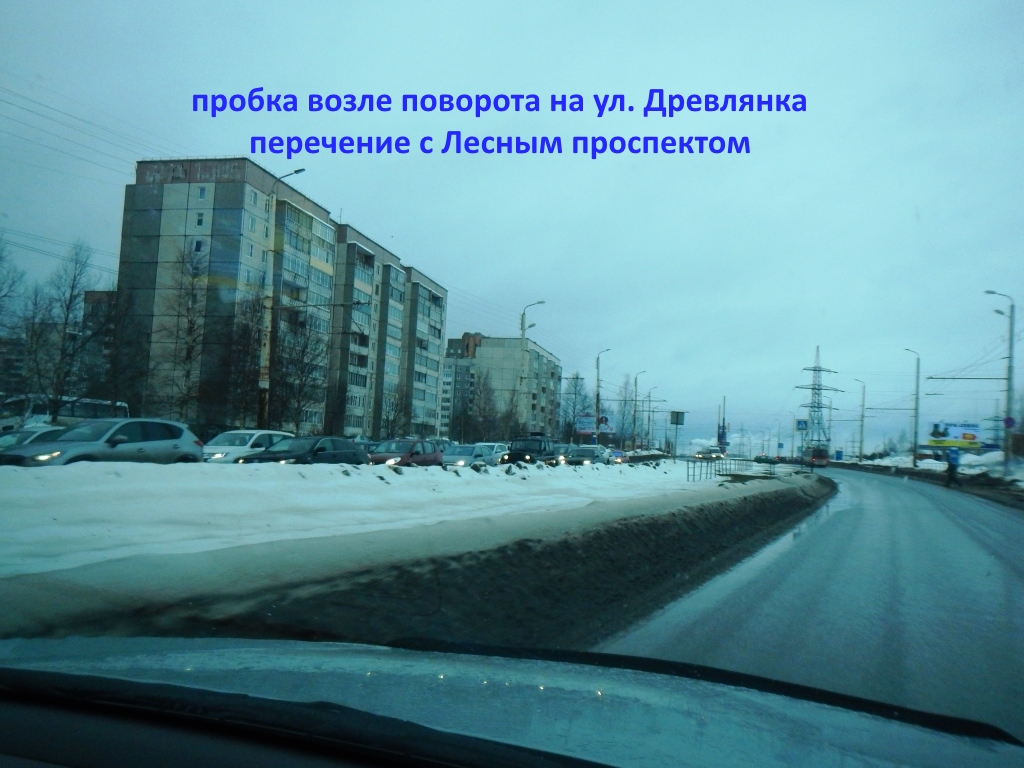 пробка возле поворота на ул. Древлянка
перечение с Лесным проспектом